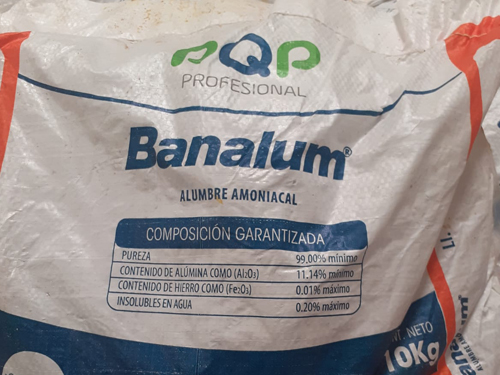 PQP
PROFESIONAL
Banalum®
ALUMBRE AMONIACAL
COMPOSICIÓN GARANTIZADA
PUREZA 99.00% mínimo
CONTENIDO DE ALÚMINA COMO (Al₂O₃) 11.14% mínimo
CONTENIDO DE HIERRO COMO (Fe₂O₃) 0.01% máximo
INSOLUBLES EN AGUA 0.20% máximo
NETO
10Kg